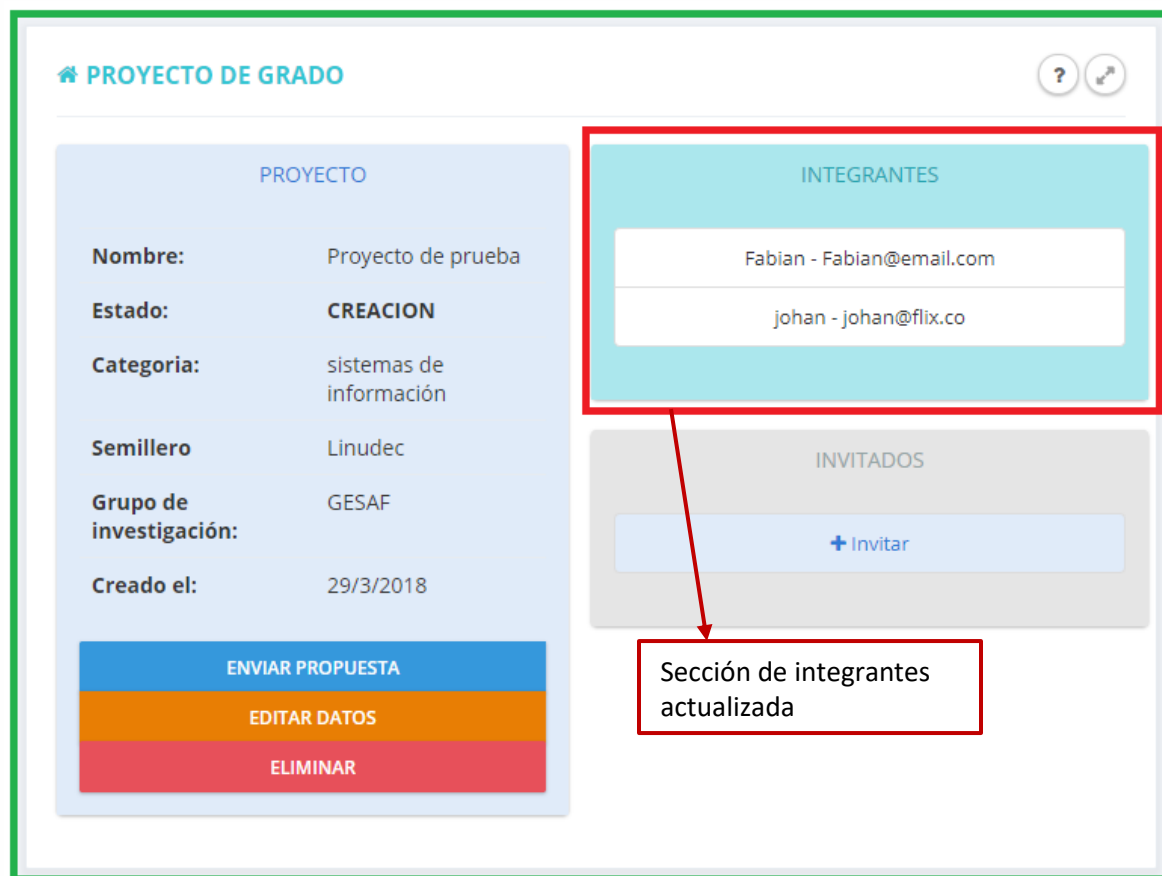 PROYECTO DE GRADO
?
PROYECTO
Nombre: Proyecto de prueba
Estado: CREACION
Categoria: sistemas de
información
Semillero Linudec
Grupo de GESAF
investigación:
Creado el: 29/3/2018
ENVIAR PROPUESTA
EDITAR DATOS
ELIMINAR
INTEGRANTES
Fabian - Fabian@email.com
johan - johan@flix.co
INVITADOS
+ Invitar
Sección de integrantes
actualizada